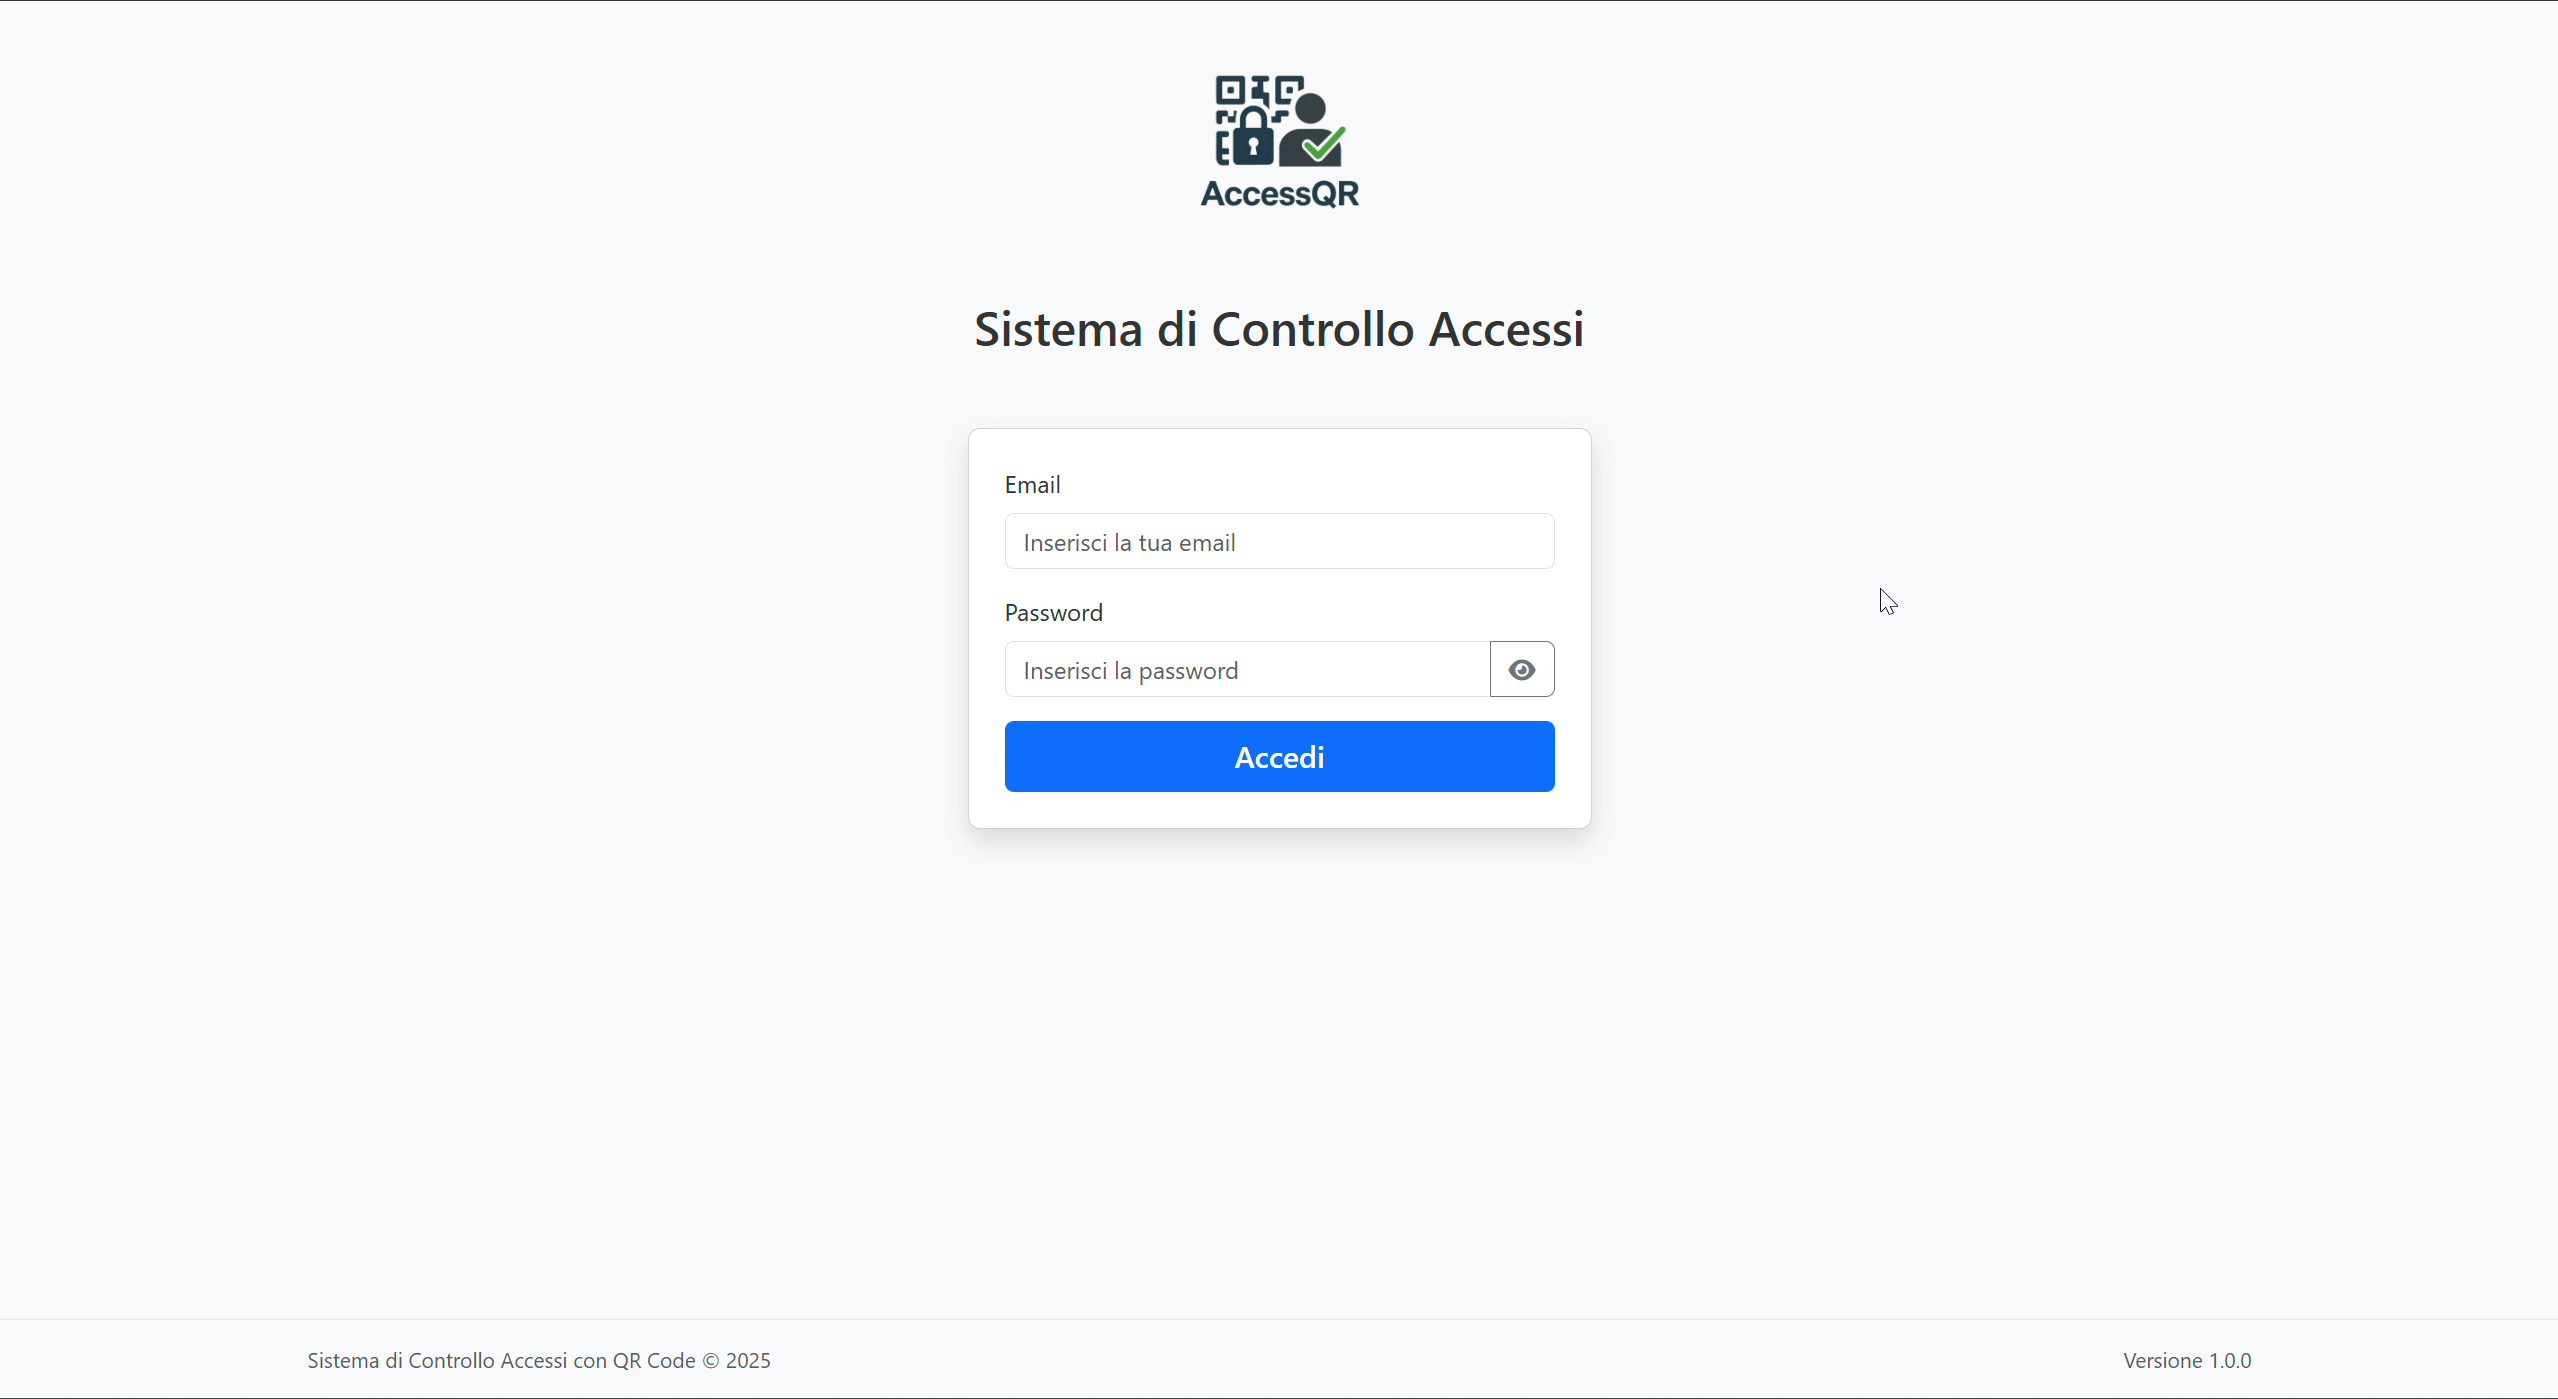 AccessQR
Sistema di Controllo Accessi
Email
Inserisci la tua email
Password
Inserisci la password
Accedi
Sistema di Controllo Accessi con QR Code © 2025
Versione 1.0.0